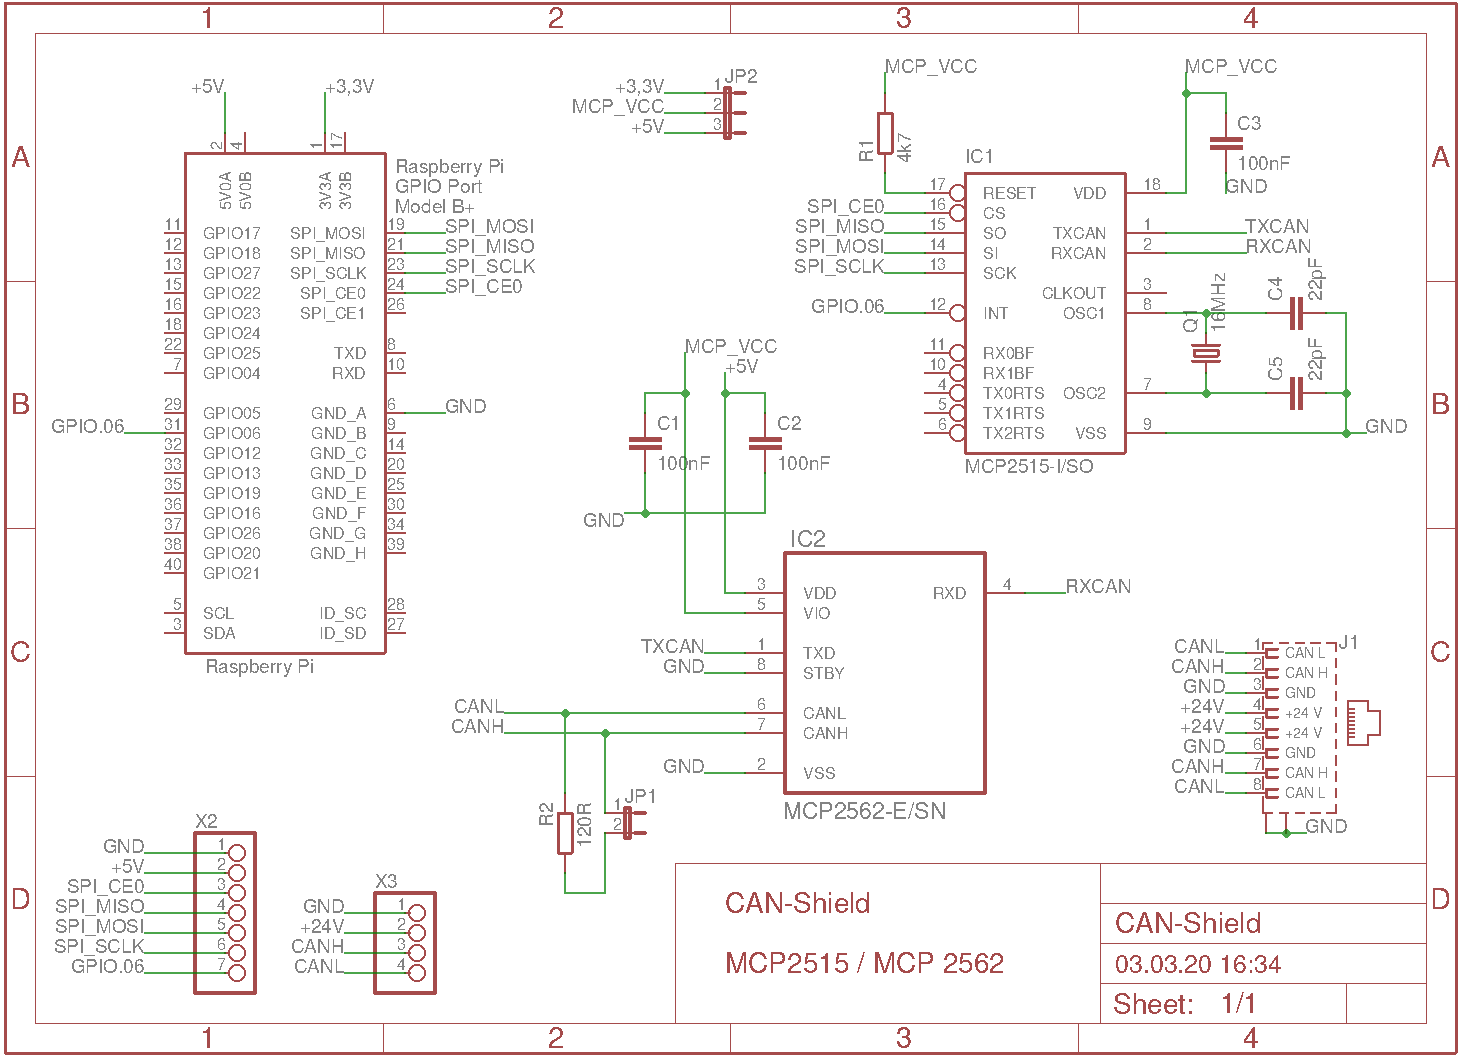 1 2 3 4
A
B
C
D
A
B
C
D
1 2 3 4
+5V
+3,3V
2 4 1 17
5V0A 5V0B 3V3A 3V3B
Raspberry Pi
GPIO Port
Model B+
11 GPIO17 SPI_MOSI 19 SPI_MOSI
12 GPIO18 SPI_MISO 21 SPI_MISO
13 GPIO27 SPI_SCLK 23 SPI_SCLK
15 GPIO22 SPI_CE0 24 SPI_CE0
16 GPIO23 SPI_CE1 26
18 GPIO24
22 GPIO25 TXD 8
7 GPIO04 RXD 10
29 GPIO05 GND_A 6 GND
GPIO.06 31 GPIO06 GND_B 9
32 GPIO12 GND_C 14
33 GPIO13 GND_D 20
35 GPIO19 GND_E 25
36 GPIO16 GND_F 30
37 GPIO26 GND_G 34
38 GPIO20 GND_H 39
40 GPIO21
5 SCL ID_SC 28
3 SDA ID_SD 27
Raspberry Pi
JP2
+3,3V 1
MCP_VCC 2
+5V 3
MCP_VCC
R1
4k7
MCP_VCC
C3
100nF
GND
IC1
17 RESET VDD 18
SPI_CE0 16 CS
SPI_MISO 15 SO TXCAN 1 TXCAN
SPI_MOSI 14 SI RXCAN 2 RXCAN
SPI_SCLK 13 SCK
CLKOUT 3
GPIO.06 12 INT OSC1 8
11 RX0BF
10 RX1BF
4 TX0RTS OSC2 7
5 TX1RTS
6 TX2RTS VSS 9 GND
MCP2515-I/SO
Q1
16MHz
C4
22pF
C5
22pF
MCP_VCC
+5V
C1
100nF
C2
100nF
GND
IC2
3 VDD RXD 4 RXCAN
5 VIO
TXCAN 1 TXD
GND 8 STBY
CANL 6 CANL
CANH 7 CANH
GND 2 VSS
MCP2562-E/SN
R2
120R
JP1
1
2
J1
CANL 1 CAN L
CANH 2 CAN H
GND 3 GND
+24V 4 +24 V
+24V 5 +24 V
GND 6 GND
CANH 7 CAN H
CANL 8 CAN L
GND
X2
GND 1
+5V 2
SPI_CE0 3
SPI_MISO 4
SPI_MOSI 5
SPI_SCLK 6
GPIO.06 7
X3
GND 1
+24V 2
CANH 3
CANL 4
CAN-Shield
MCP2515 / MCP 2562
CAN-Shield
03.03.20 16:34
Sheet: 1/1